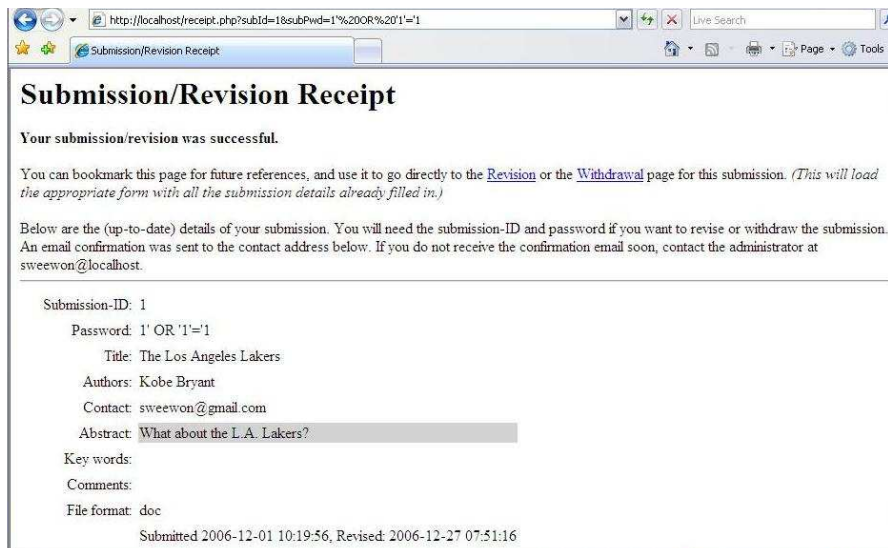 http://localhost/receipt.php?subId=1&subPwd=1'%20OR%20'1'='1
Live Search
Submission/Revision Receipt
Page
Tools
Submission/Revision Receipt
Your submission/revision was successful.
You can bookmark this page for future references, and use it to go directly to the Revision or the Withdrawal page for this submission. (This will load
the appropriate form with all the submission details already filled in.)
Below are the (up-to-date) details of your submission. You will need the submission-ID and password if you want to revise or withdraw the submission.
An email confirmation was sent to the contact address below. If you do not receive the confirmation email soon, contact the administrator at
sweewon@localhost.
Submission-ID: 1
Password: 1' OR '1'='1
Title: The Los Angeles Lakers
Authors: Kobe Bryant
Contact: sweewon@gmail.com
Abstract: What about the L.A. Lakers?
Key words:
Comments:
File format: doc
Submitted 2006-12-01 10:19:56, Revised: 2006-12-27 07:51:16